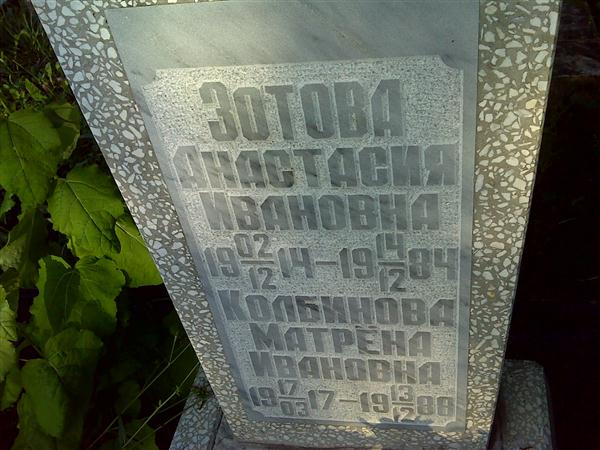 ЗОТОВА
АНАСТАСИЯ
ИВАНОВНА
19 02/12 14 – 19 14/12 84
КОЛБИНОВА
МАТРЁНА
ИВАНОВНА
19 17/03 17 – 19 13/12 88